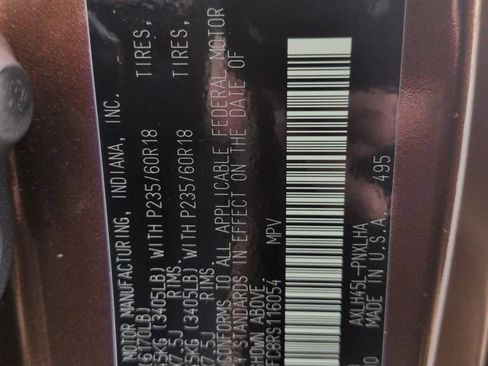 MOTOR MANUFACTURING, INDIANA, INC.
(6170LB)
5KG (3405LB) WITH P235/60R18 TIRES,
X7.5J RIMS.
5KG (3405LB) WITH P235/60R18 TIRES,
X7.5J RIMS.
CONFORMS TO ALL APPLICABLE FEDERAL MOTOR
Y STANDARDS IN EFFECT ON THE DATE OF
SHOWN ABOVE.
FC8RS116054 MPV
AXLH45L-PNXLHA
MADE IN U.S.A. 495